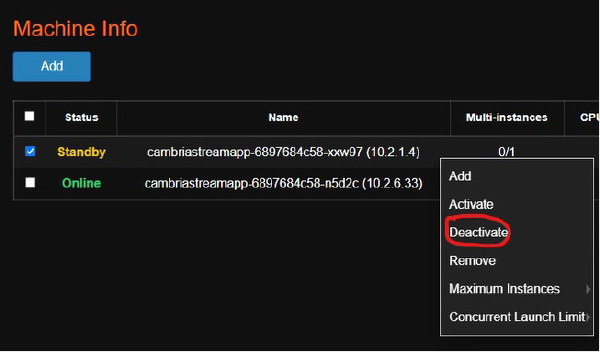 Machine Info
Add
Status Name Multi-instances CPU
Standby cambriastreamapp-6897684c58-xxw97 (10.2.1.4) 0/1
Online cambriastreamapp-6897684c58-n5d2c (10.2.6.33)
Add
Activate
Deactivate
Remove
Maximum Instances
Concurrent Launch Limit